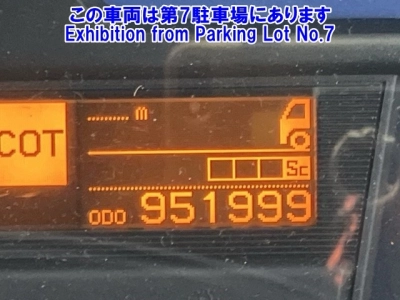 この車両は第7駐車場にあります
Exhibition from Parking Lot No.7
........ m
COT
Sc
ODO 951999